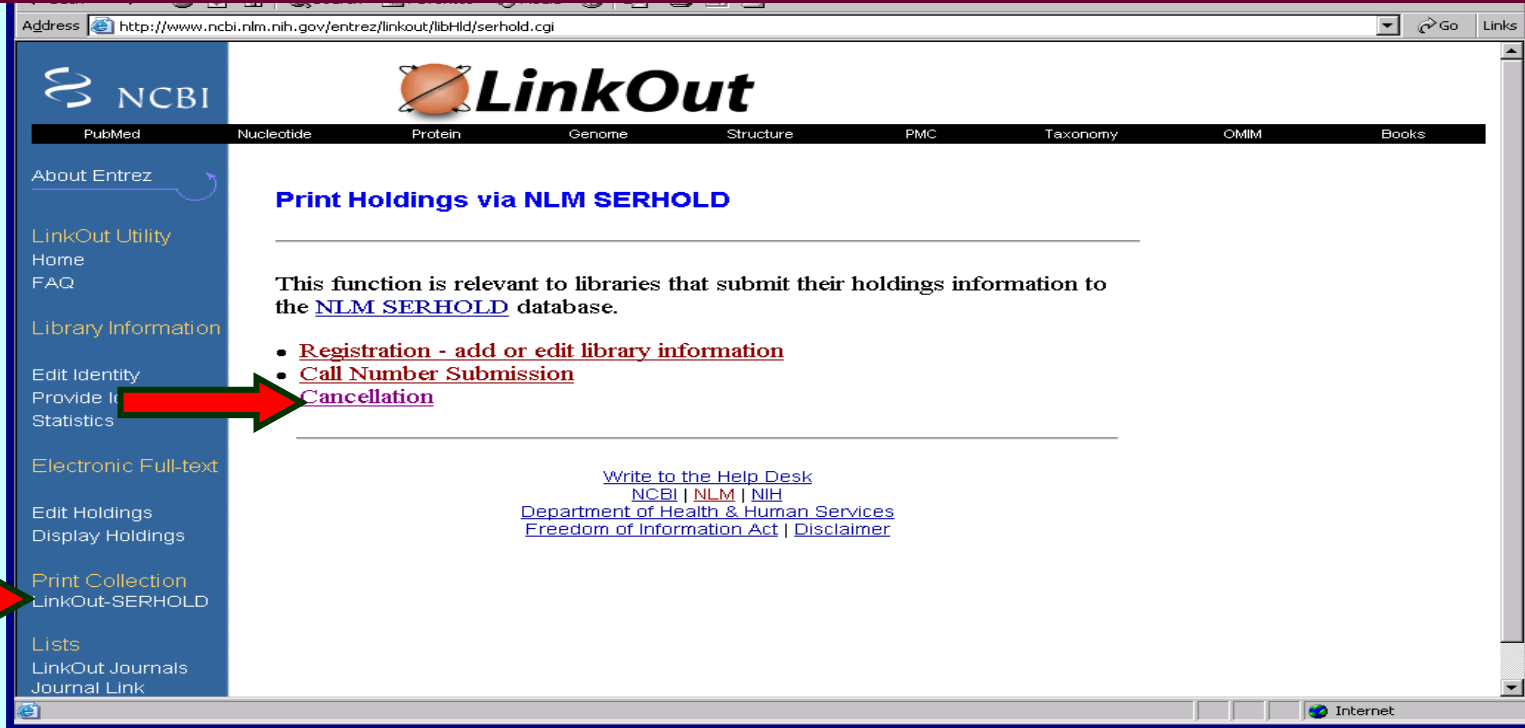 Address http://www.ncbi.nlm.nih.gov/entrez/linkout/libHld/serhold.cgi Go Links
NCBI
LinkOut
PubMed Nucleotide Protein Genome Structure PMC Taxonomy OMIM Books
About Entrez
LinkOut Utility
Home
FAQ
Library Information
Edit Identity
Provide
Statistics
Electronic Full-text
Edit Holdings
Display Holdings
Print Collection
LinkOut-SERHOLD
Lists
LinkOut Journals
Journal Link
Print Holdings via NLM SERHOLD
This function is relevant to libraries that submit their holdings information to
the NLM SERHOLD database.
• Registration - add or edit library information
• Call Number Submission
Cancellation
Write to the Help Desk
NCBI | NLM | NIH
Department of Health & Human Services
Freedom of Information Act | Disclaimer
Internet